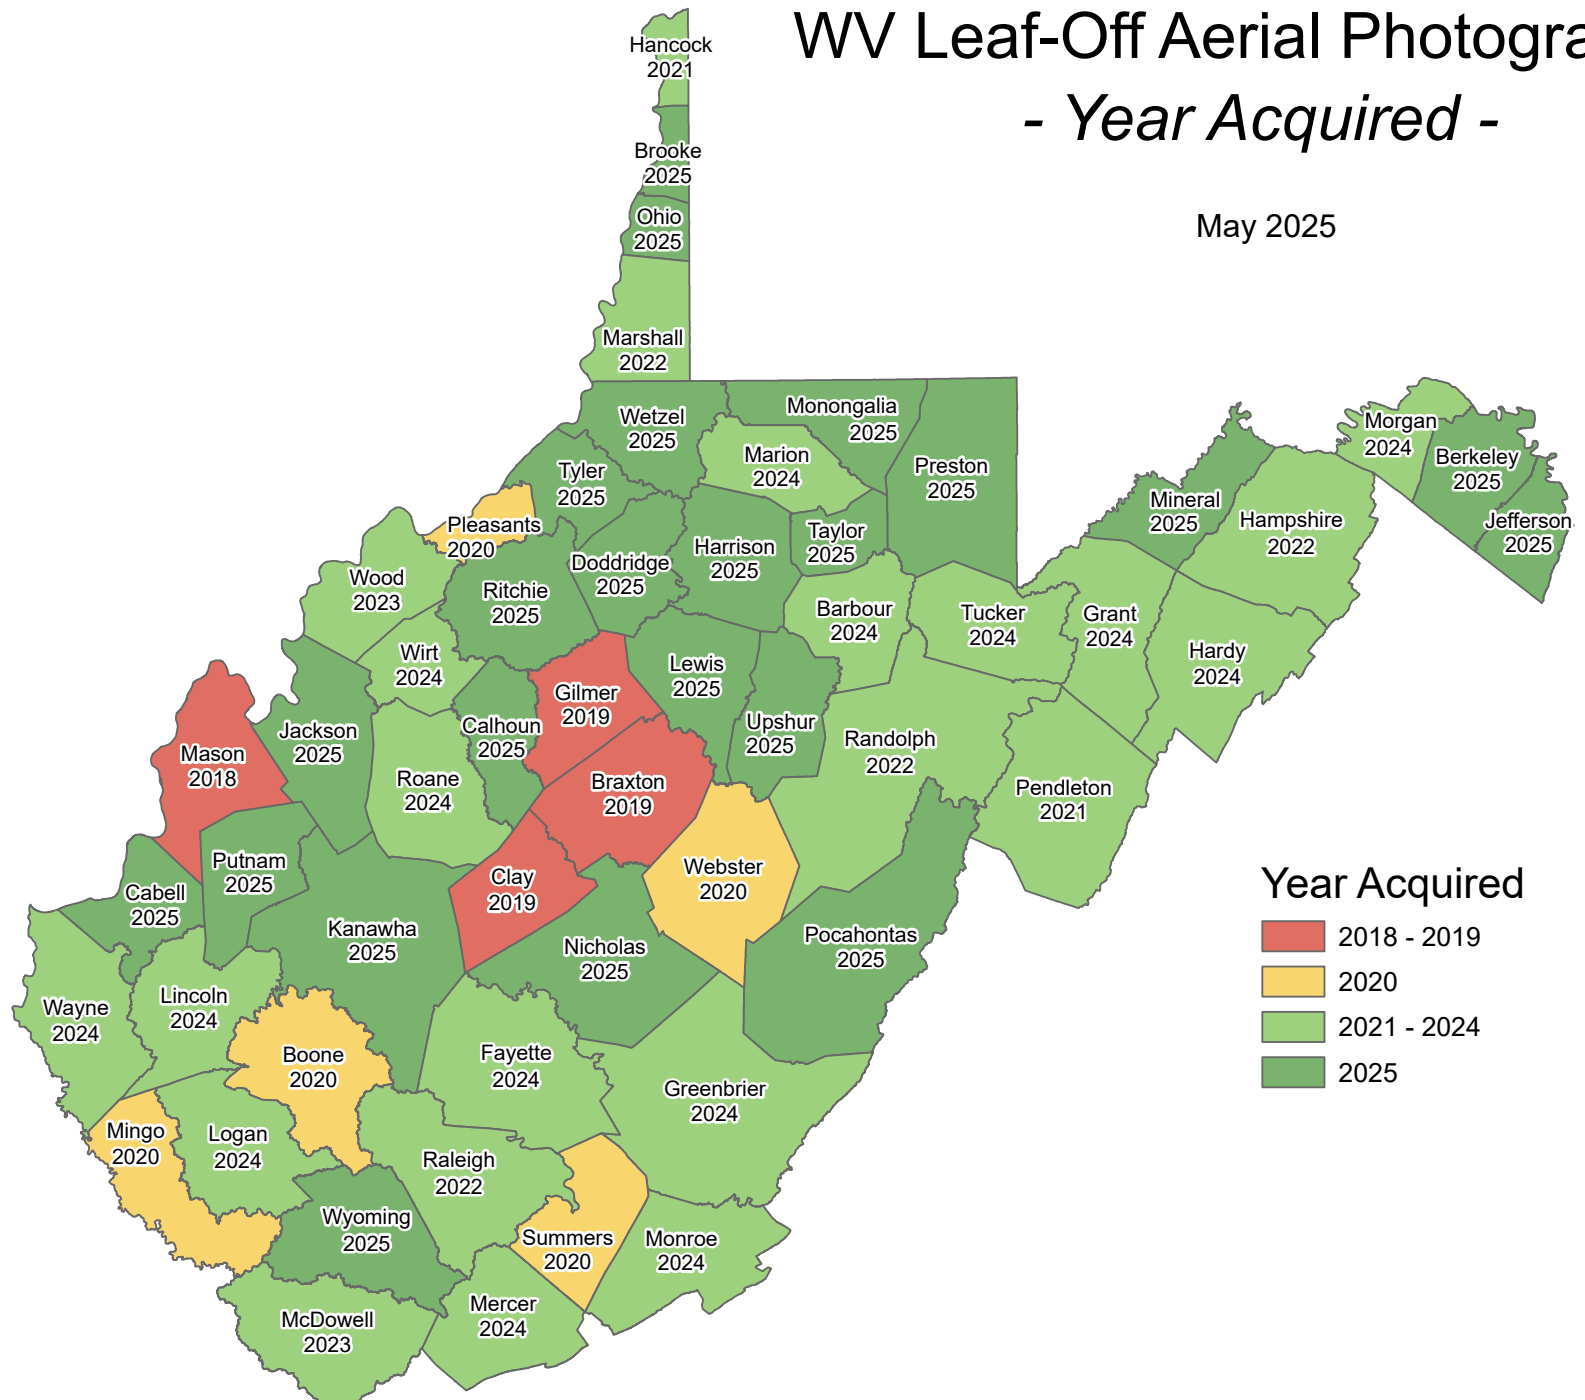 WV Leaf-Off Aerial
- Year Acquired -
May 2025
Hancock
2021
Brooke
2025
Ohio
2025
Marshall
2022
Wetzel
2025
Monongalia
2025
Marion
2024
Preston
2025
Tyler
2025
Pleasants
2020
Morgan
2024
Berkeley
2025
Jefferson
2025
Mineral
2025
Hampshire
2022
Taylor
2025
Harrison
2025
Doddridge
2025
Ritchie
2025
Wood
2023
Barbour
2024
Tucker
2024
Grant
2024
Hardy
2024
Wirt
2024
Lewis
2025
Gilmer
2019
Calhoun
2025
Upshur
2025
Jackson
2025
Mason
2018
Roane
2024
Braxton
2019
Randolph
2022
Pendleton
2021
Putnam
2025
Cabell
2025
Clay
2019
Webster
2020
Kanawha
2025
Nicholas
2025
Pocahontas
2025
Wayne
2024
Lincoln
2024
Boone
2020
Fayette
2024
Greenbrier
2024
Mingo
2020
Logan
2024
Raleigh
2022
Wyoming
2025
Summers
2020
Monroe
2024
McDowell
2023
Mercer
2024
Year Acquired
2018 - 2019
2020
2021 - 2024
2025